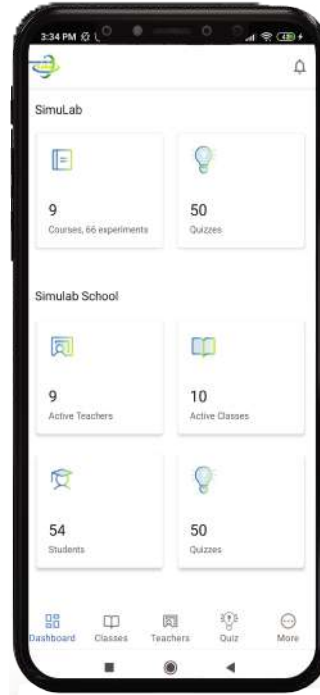 3:34 PM
SimuLab
9
Courses, 66 experiments
50
Quizzes
Simulab School
9
Active Teachers
10
Active Classes
54
Students
50
Quizzes
Dashboard
Classes
Teachers
Quiz
More